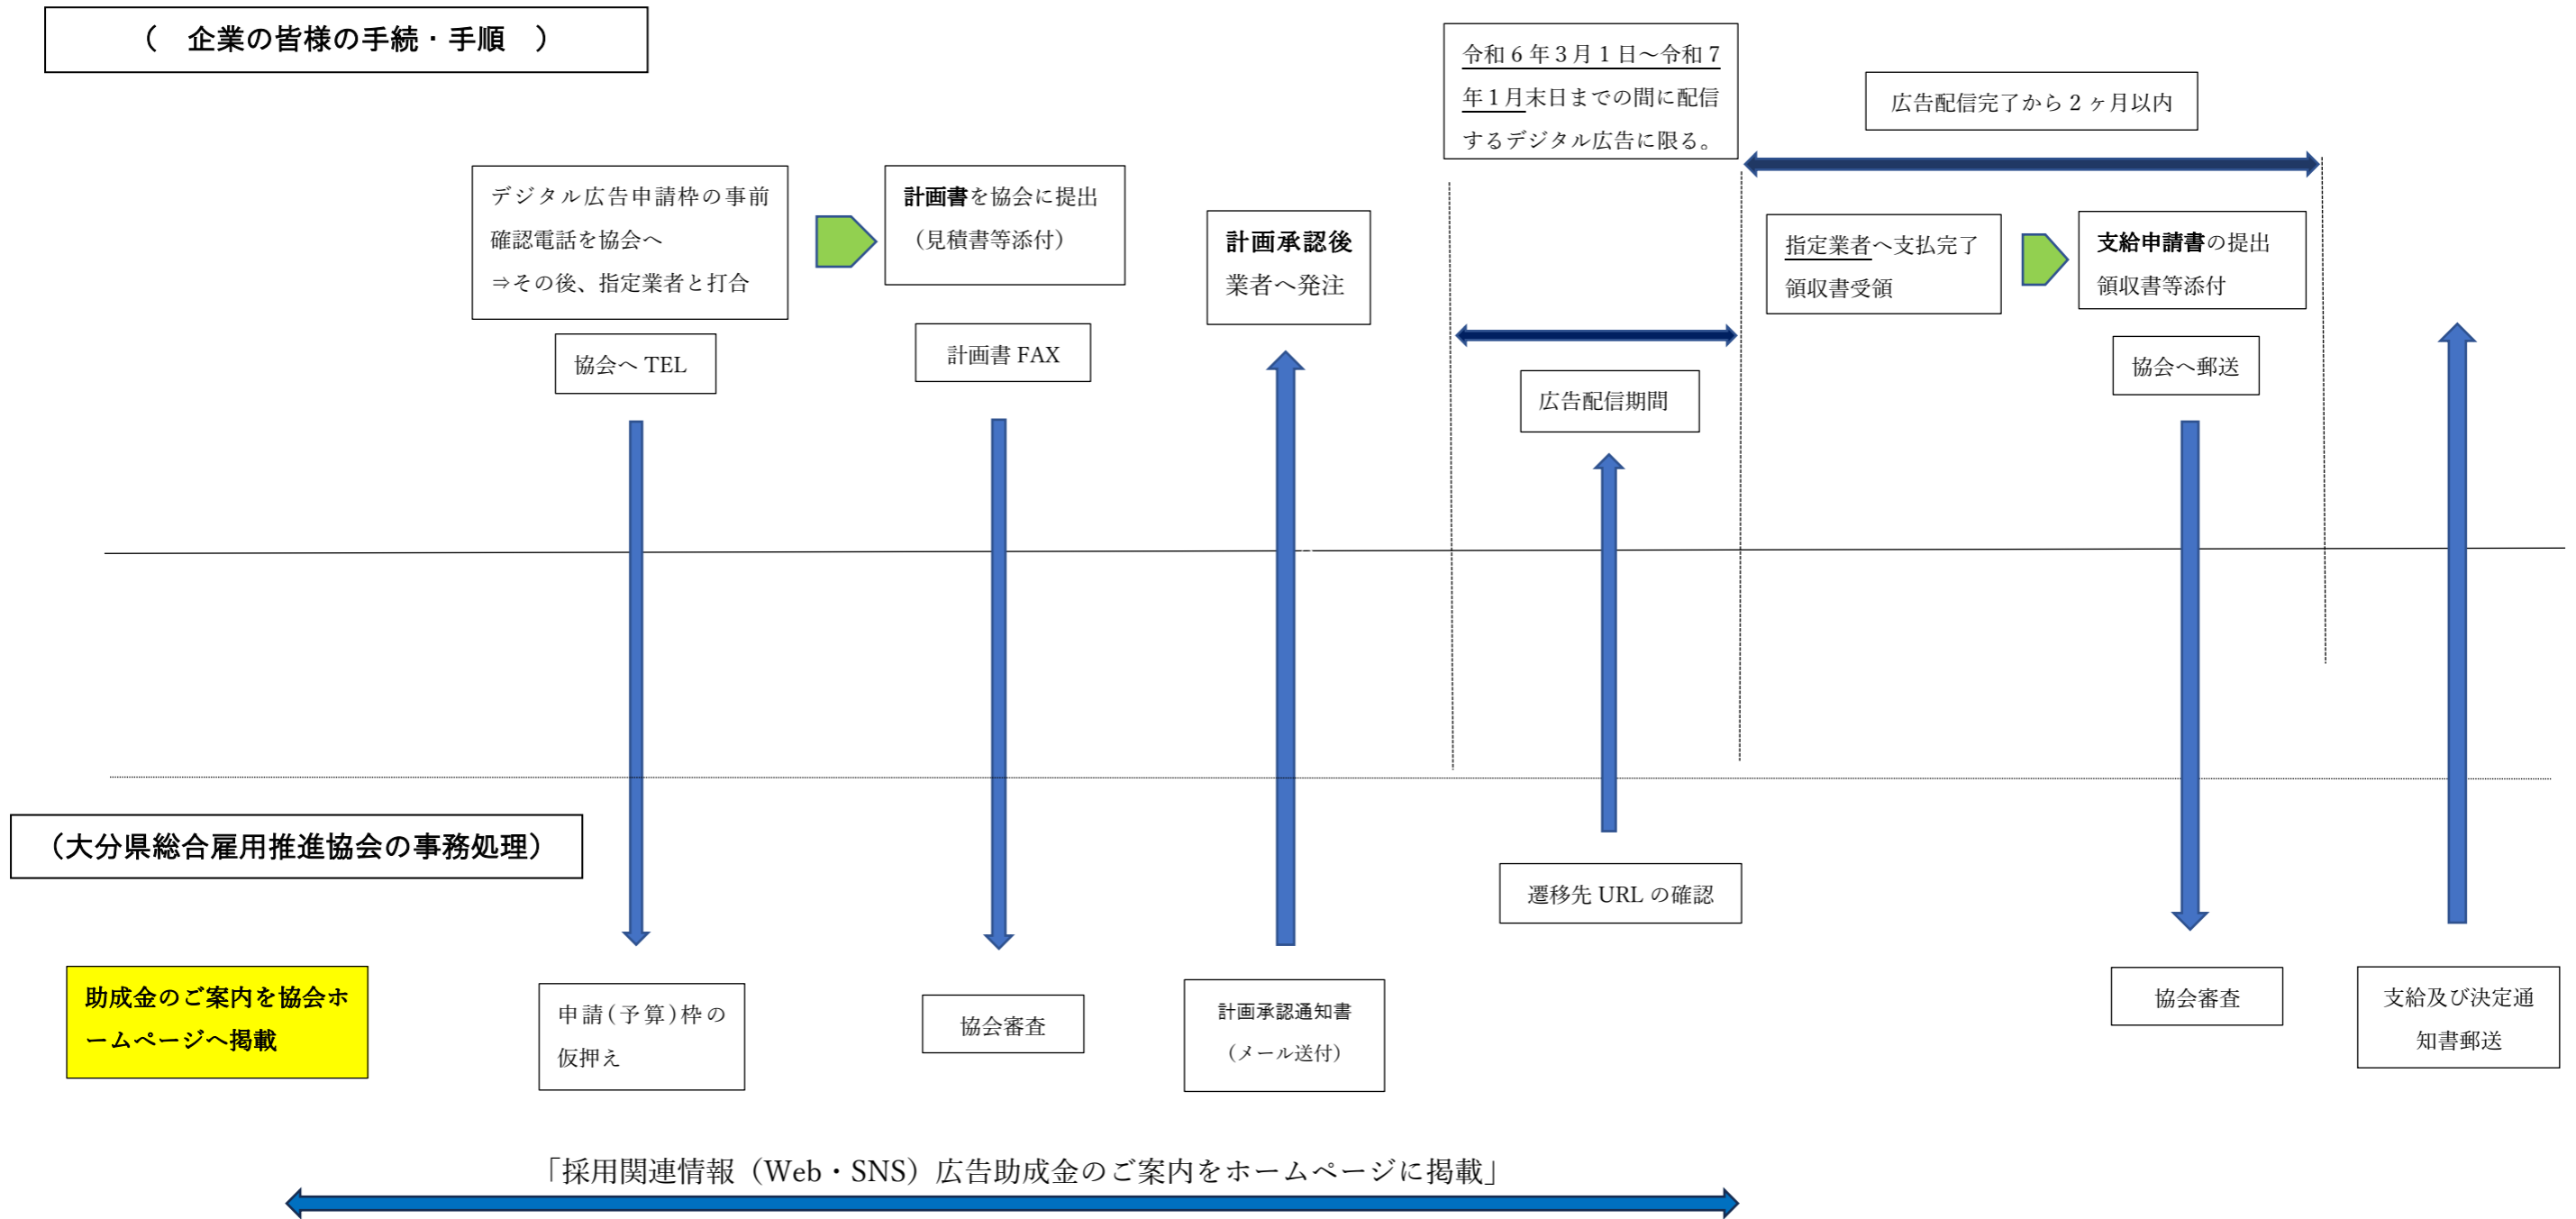 （　企業の皆様の手続・手順　）
令和６年３月１日～令和７
年１月末日までの間に配信
するデジタル広告に限る。
広告配信完了から２ヶ月以内
デジタル広告申請枠の事前
確認電話を協会へ
⇒その後、指定業者と打合
計画書を協会に提出
（見積書等添付）
計画承認後
業者へ発注
指定業者へ支払完了
領収書受領
支給申請書の提出
領収書等添付
協会へ TEL
計画書 FAX
広告配信期間
協会へ郵送
（大分県総合雇用推進協会の事務処理）
遷移先 URL の確認
助成金のご案内を協会ホ
ームページへ掲載
申請(予算)枠の
仮押え
協会審査
計画承認通知書
（メール送付）
協会審査
支給及び決定通
知書郵送
「採用関連情報（Web・SNS）広告助成金のご案内をホームページに掲載」